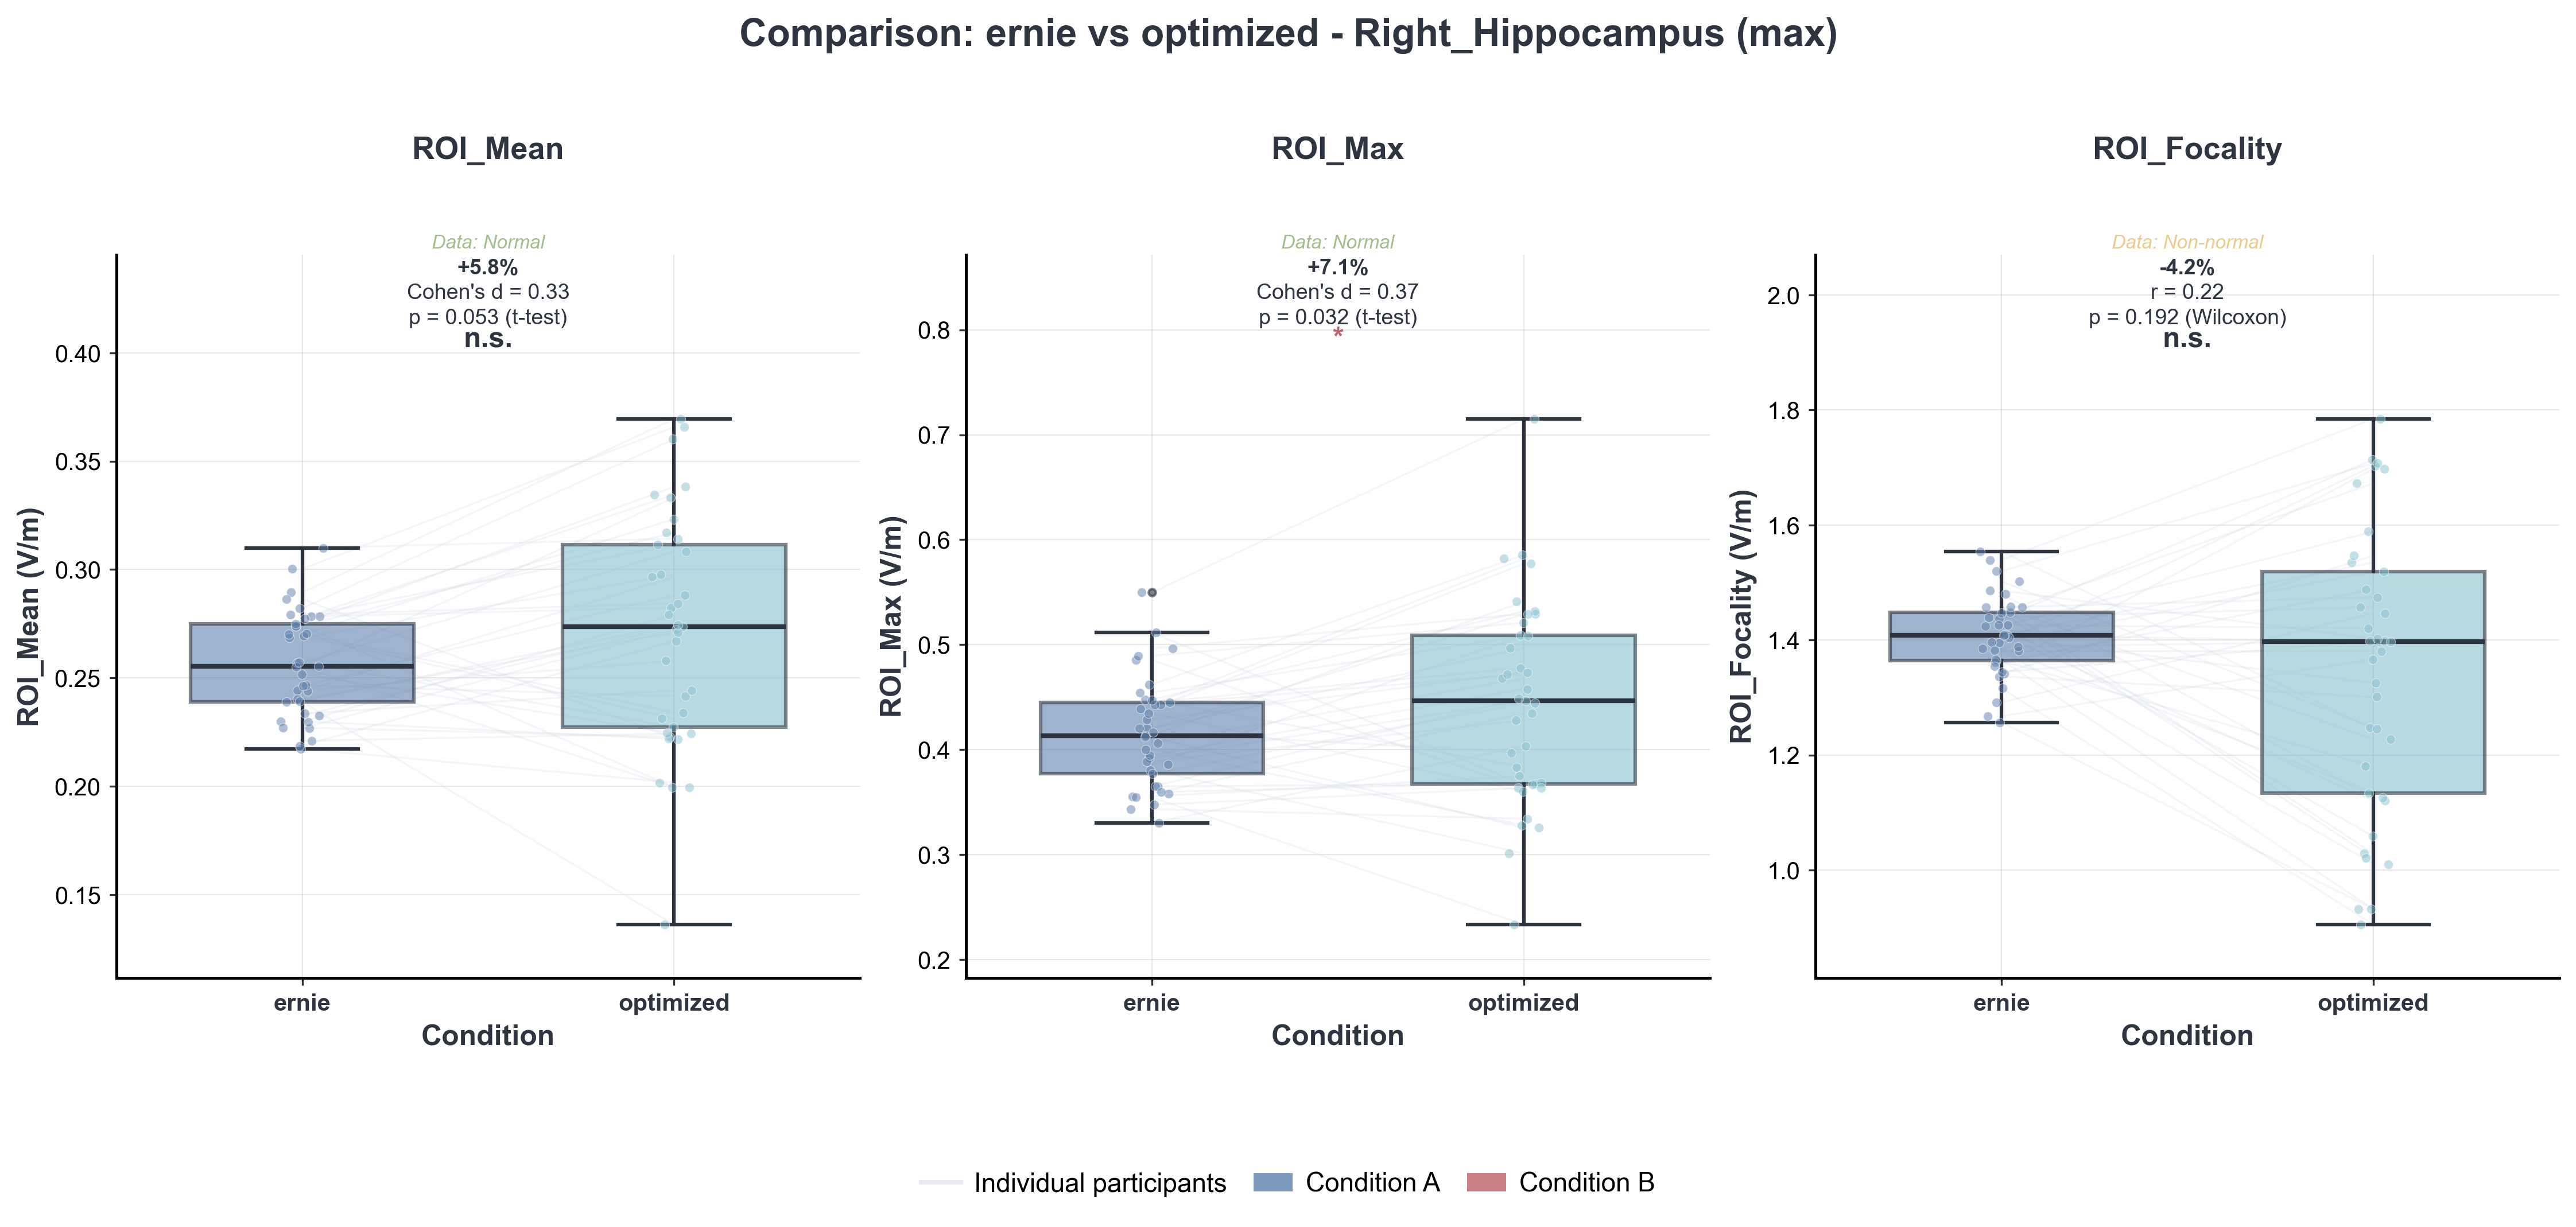 Comparison: ernie vs optimized - Right_Hippocampus (max)
ROI_Mean
Data: Normal
+5.8%
Cohen's d = 0.33
p = 0.053 (t-test)
n.s.
ROI_Mean (V/m)
0.40
0.35
0.30
0.25
0.20
0.15
ernie
optimized
Condition
ROI_Max
Data: Normal
+7.1%
Cohen's d = 0.37
p = 0.032 (t-test)
*
ROI_Max (V/m)
0.8
0.7
0.6
0.5
0.4
0.3
0.2
ernie
optimized
Condition
ROI_Focality
Data: Non-normal
-4.2%
r = 0.22
p = 0.192 (Wilcoxon)
n.s.
ROI_Focality (V/m)
2.0
1.8
1.6
1.4
1.2
1.0
ernie
optimized
Condition
Individual participants
Condition A
Condition B